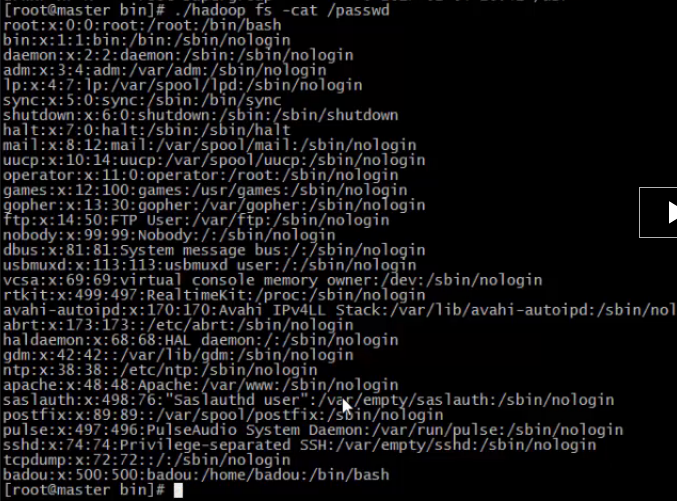 [root@master bin]# ./hadoop fs -cat /passwd
root:x:0:0:root:/root:/bin/bash
bin:x:1:1:bin:/bin:/sbin/nologin
daemon:x:2:2:daemon:/sbin:/sbin/nologin
adm:x:3:4:adm:/var/adm:/sbin/nologin
lp:x:4:7:lp:/var/spool/lpd:/sbin/nologin
sync:x:5:0:sync:/sbin:/bin/sync
shutdown:x:6:0:shutdown:/sbin:/sbin/shutdown
halt:x:7:0:halt:/sbin:/sbin/halt
mail:x:8:12:mail:/var/spool/mail:/sbin/nologin
uucp:x:10:14:uucp:/var/spool/uucp:/sbin/nologin
operator:x:11:0:operator:/root:/sbin/nologin
games:x:12:100:games:/usr/games:/sbin/nologin
gopher:x:13:30:gopher:/var/gopher:/sbin/nologin
ftp:x:14:50:FTP User:/var/ftp:/sbin/nologin
nobody:x:99:99:Nobody:/:/sbin/nologin
dbus:x:81:81:System message bus:/:/sbin/nologin
usbmuxd:x:113:113:usbmuxd user:/:/sbin/nologin
vcsa:x:69:69:virtual console memory owner:/dev:/sbin/nologin
rtkit:x:499:497:RealtimeKit:/proc:/sbin/nologin
avahi-autoipd:x:170:170:Avahi IPv4LL Stack:/var/lib/avahi-autoipd:/sbin/nol
abrt:x:173:173::/etc/abrt:/sbin/nologin
haldaemon:x:68:68:HAL daemon:/:/sbin/nologin
gdm:x:42:42::/var/lib/gdm:/sbin/nologin
ntp:x:38:38::/etc/ntp:/sbin/nologin
apache:x:48:48:Apache:/var/www:/sbin/nologin
saslauth:x:498:76:"Saslauthd user":/var/empty/saslauth:/sbin/nologin
postfix:x:89:89::/var/spool/postfix:/sbin/nologin
pulse:x:497:496:PulseAudio System Daemon:/var/run/pulse:/sbin/nologin
sshd:x:74:74:Privilege-separated SSH:/var/empty/sshd:/sbin/nologin
tcpdump:x:72:72::/:/sbin/nologin
badou:x:500:500:badou:/home/badou:/bin/bash
[root@master bin]#